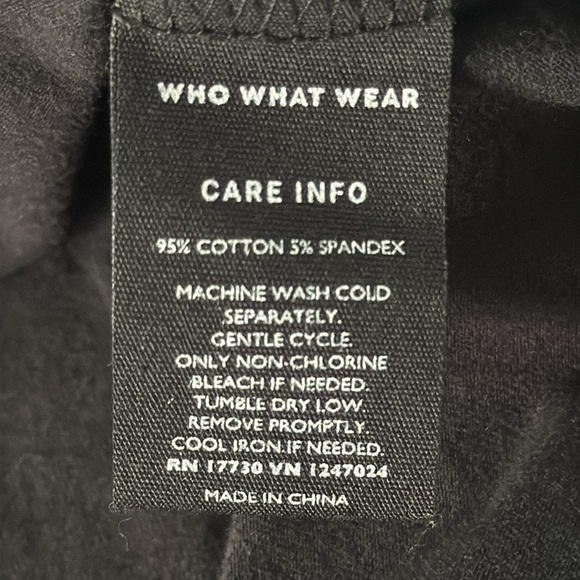 WHO WHAT WEAR
CARE INFO
95% COTTON 5% SPANDEX
MACHINE WASH COLD
SEPARATELY.
GENTLE CYCLE.
ONLY NON-CHLORINE
BLEACH IF NEEDED.
TUMBLE DRY LOW.
REMOVE PROMPTLY.
COOL IRON.IF NEEDED.
RN 17730 VN 1247024
MADE IN CHINA